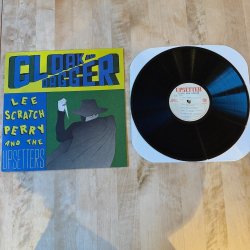 CLOAK AND
DAGGER
LEE
SCRATCH
PERRY
AND THE
UPSETTERS
UPSETTER